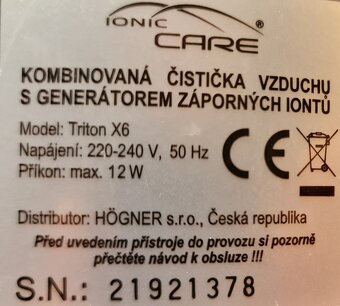 IONIC
CARE®
KOMBINOVANÁ ČISTIČKA VZDUCHU
S GENERÁTOREM ZÁPORNÝCH IONTŮ
Model: Triton X6
Napájení: 220-240 V, 50 Hz
Příkon: max. 12 W
CE
Distributor: HÖGNER s.r.o., Česká republika
Před uvedením přístroje do provozu si pozorně
přečtěte návod k obsluze !!!
S.N.: 21921378